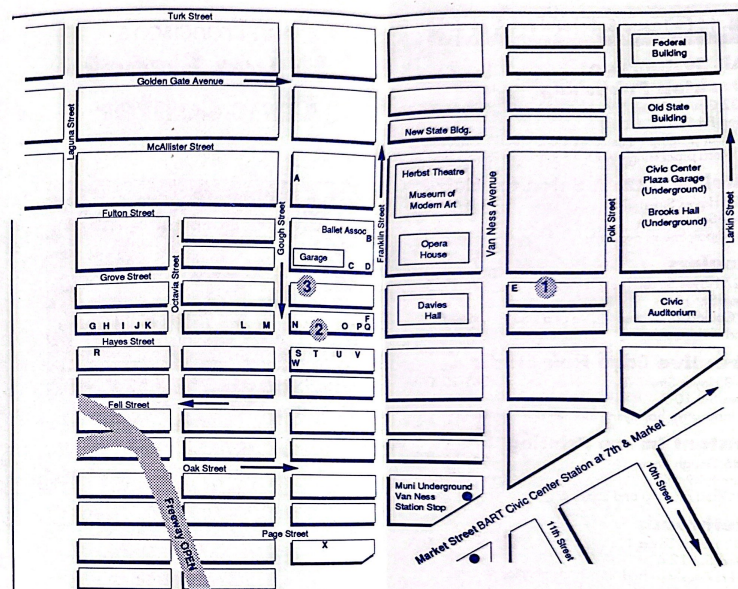 Turk Street
Federal
Building
Golden Gate Avenue
Laguna Street
Old State
Building
New State Bldg.
McAllister Street
A
Herbst Theatre
Museum of
Modern Art
Civic Center
Plaza Garage
(Underground)
Brooks Hall
(Underground)
Gough Street
Franklin Street
Van Ness Avenue
Polk Street
Larkin Street
Fulton Street
Ballet Assoc
B
Garage
C D
Opera
House
Octavia Street
Grove Street
3
E
1
Davies
Hall
Civic
Auditorium
G H I J K
L M
N
2
O P Q
F
Hayes Street
R
S T U V
W
Fell Street
Oak Street
Freeway OPEN
Muni Underground
Van Ness
Station Stop
Market Street BART Civic Center Station at 7th & Market
10th Street
11th Street
Page Street
X